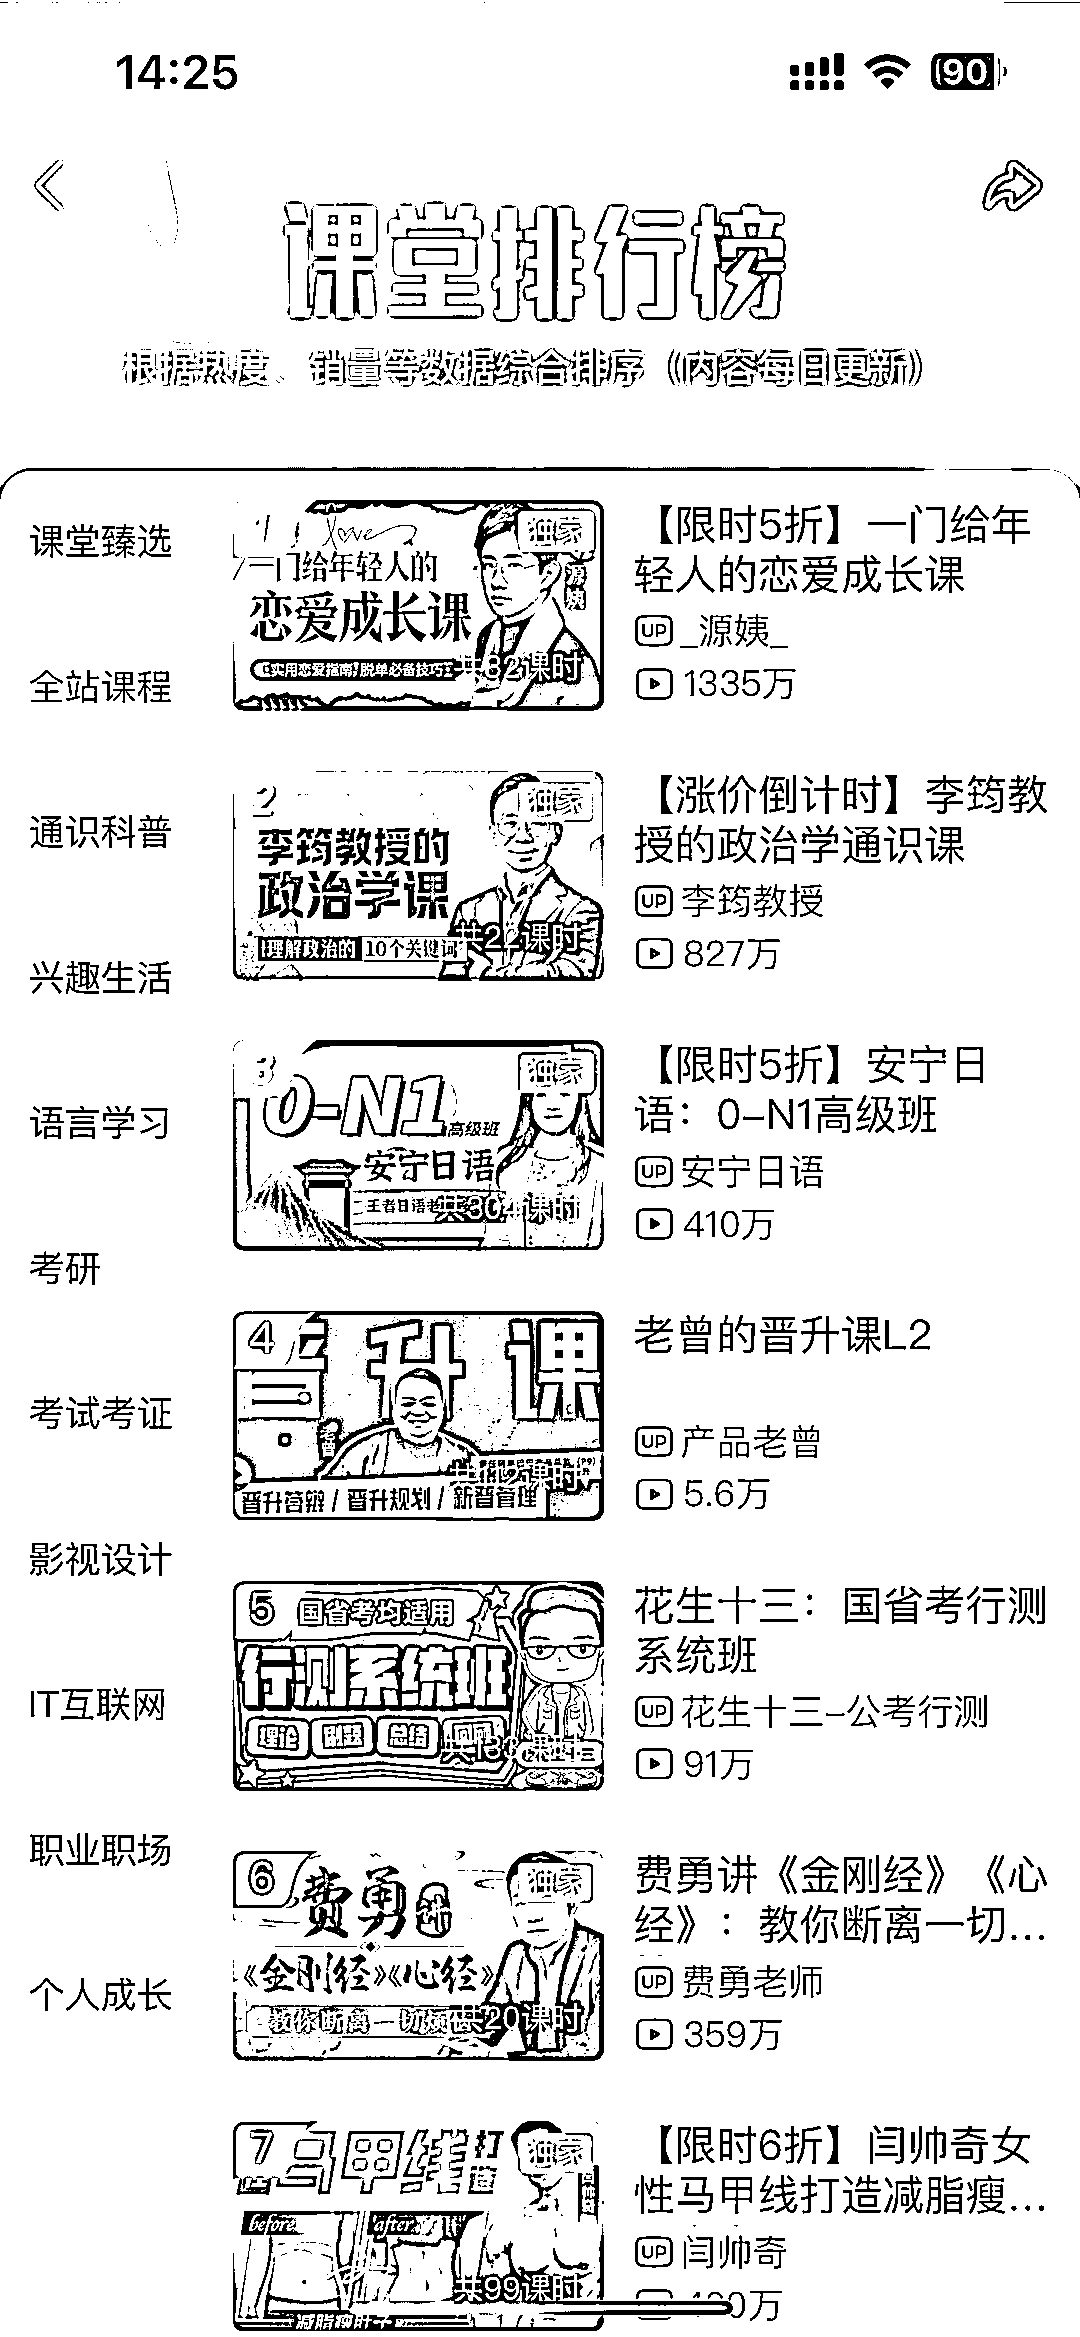 14:25
90
课堂排行榜
根据热度、销量等数据综合排序（内容每日更新）
课堂臻选
全站课程
通识科普
兴趣生活
语言学习
考研
考试考证
影视设计
IT互联网
职业职场
个人成长
1
love
独家
一门给年轻人的
恋爱成长课
实用恋爱指南 脱单必备技巧
共32课时
【限时5折】一门给年
轻人的恋爱成长课
UP _源姨_
1335万
2
独家
李筠教授的
政治学课
理解政治的 10个关键词
共22课时
【涨价倒计时】李筠教
授的政治学通识课
UP 李筠教授
827万
3
独家
0-N1 高级班
安宁日语
王者日语
共304课时
【限时5折】安宁日
语：0-N1高级班
UP 安宁日语
410万
4
升 课
晋升答辩 / 晋升规划 / 新晋管理
老曾的晋升课L2
UP 产品老曾
5.6万
5
国省考均适用
行测系统班
理论 刷题 总结
花生十三：国省考行测
系统班
UP 花生十三-公考行测
91万
6
独家
费勇讲
《金刚经》《心经》
教你断离一切烦
共20课时
费勇讲《金刚经》《心
经》：教你断离一切...
UP 费勇老师
359万
7
独家
马甲线打造
before
after
共99课时
【限时6折】闫帅奇女
性马甲线打造减脂瘦...
UP 闫帅奇